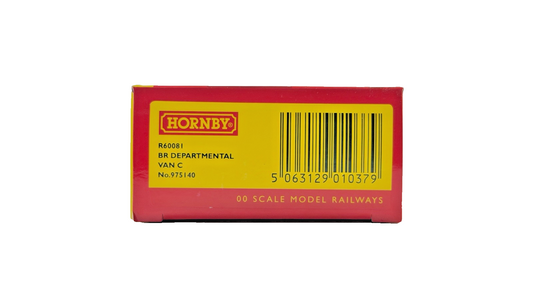 HORNBY®
R60081
BR DEPARTMENTAL
VAN C
No.975140
5 063129 010379
00 SCALE MODEL RAILWAYS